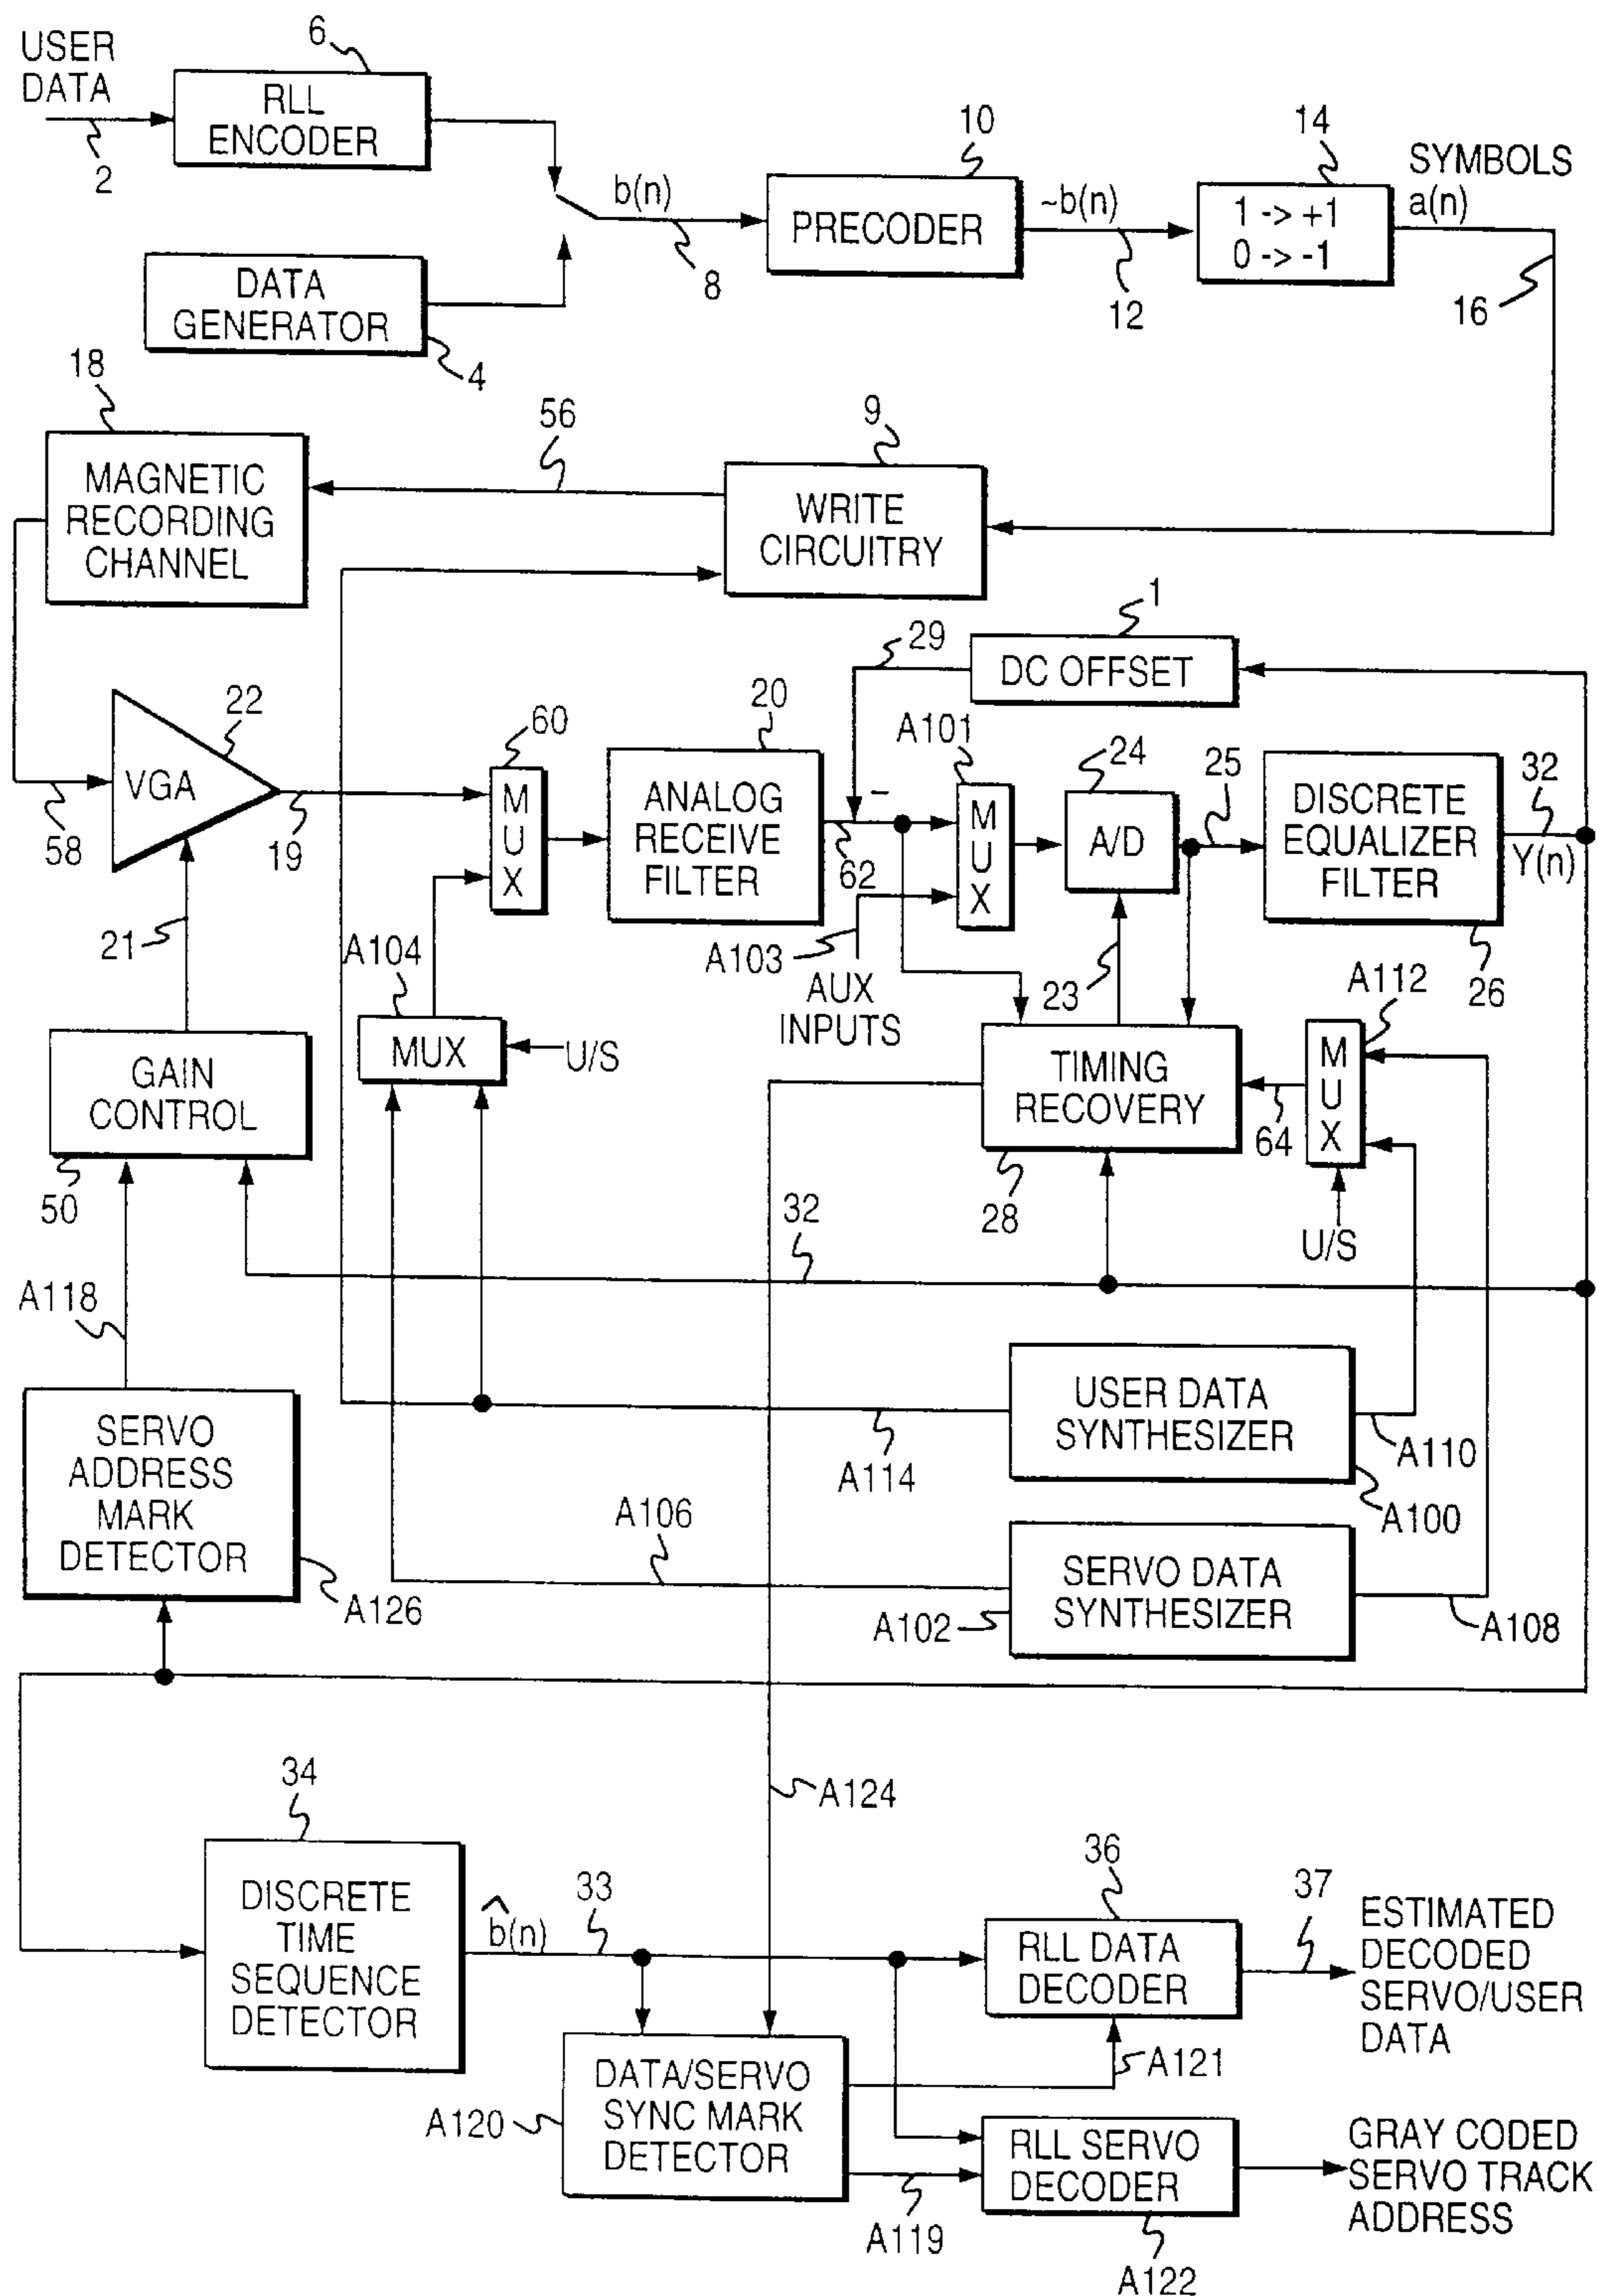 USER
DATA
2
6
RLL
ENCODER
DATA
GENERATOR
4
b(n)
8
10
PRECODER
~b(n)
12
14
1 -> +1
0 -> -1
SYMBOLS
a(n)
16
18
MAGNETIC
RECORDING
CHANNEL
56
9
WRITE
CIRCUITRY
1
DC OFFSET
29
22
VGA
58
19
21
60
MUX
20
ANALOG
RECEIVE
FILTER
62
-
A101
MUX
A103
AUX
INPUTS
24
A/D
25
23
DISCRETE
EQUALIZER
FILTER
26
32
Y(n)
A104
MUX
U/S
GAIN
CONTROL
50
TIMING
RECOVERY
28
64
A112
MUX
U/S
32
A118
SERVO
ADDRESS
MARK
DETECTOR
A126
USER DATA
SYNTHESIZER
A110
A100
A114
A106
SERVO DATA
SYNTHESIZER
A102
A108
A124
34
DISCRETE
TIME
SEQUENCE
DETECTOR
b̂(n)
33
36
RLL DATA
DECODER
37
ESTIMATED
DECODED
SERVO/USER
DATA
A121
A120
DATA/SERVO
SYNC MARK
DETECTOR
A119
RLL SERVO
DECODER
A122
GRAY CODED
SERVO TRACK
ADDRESS